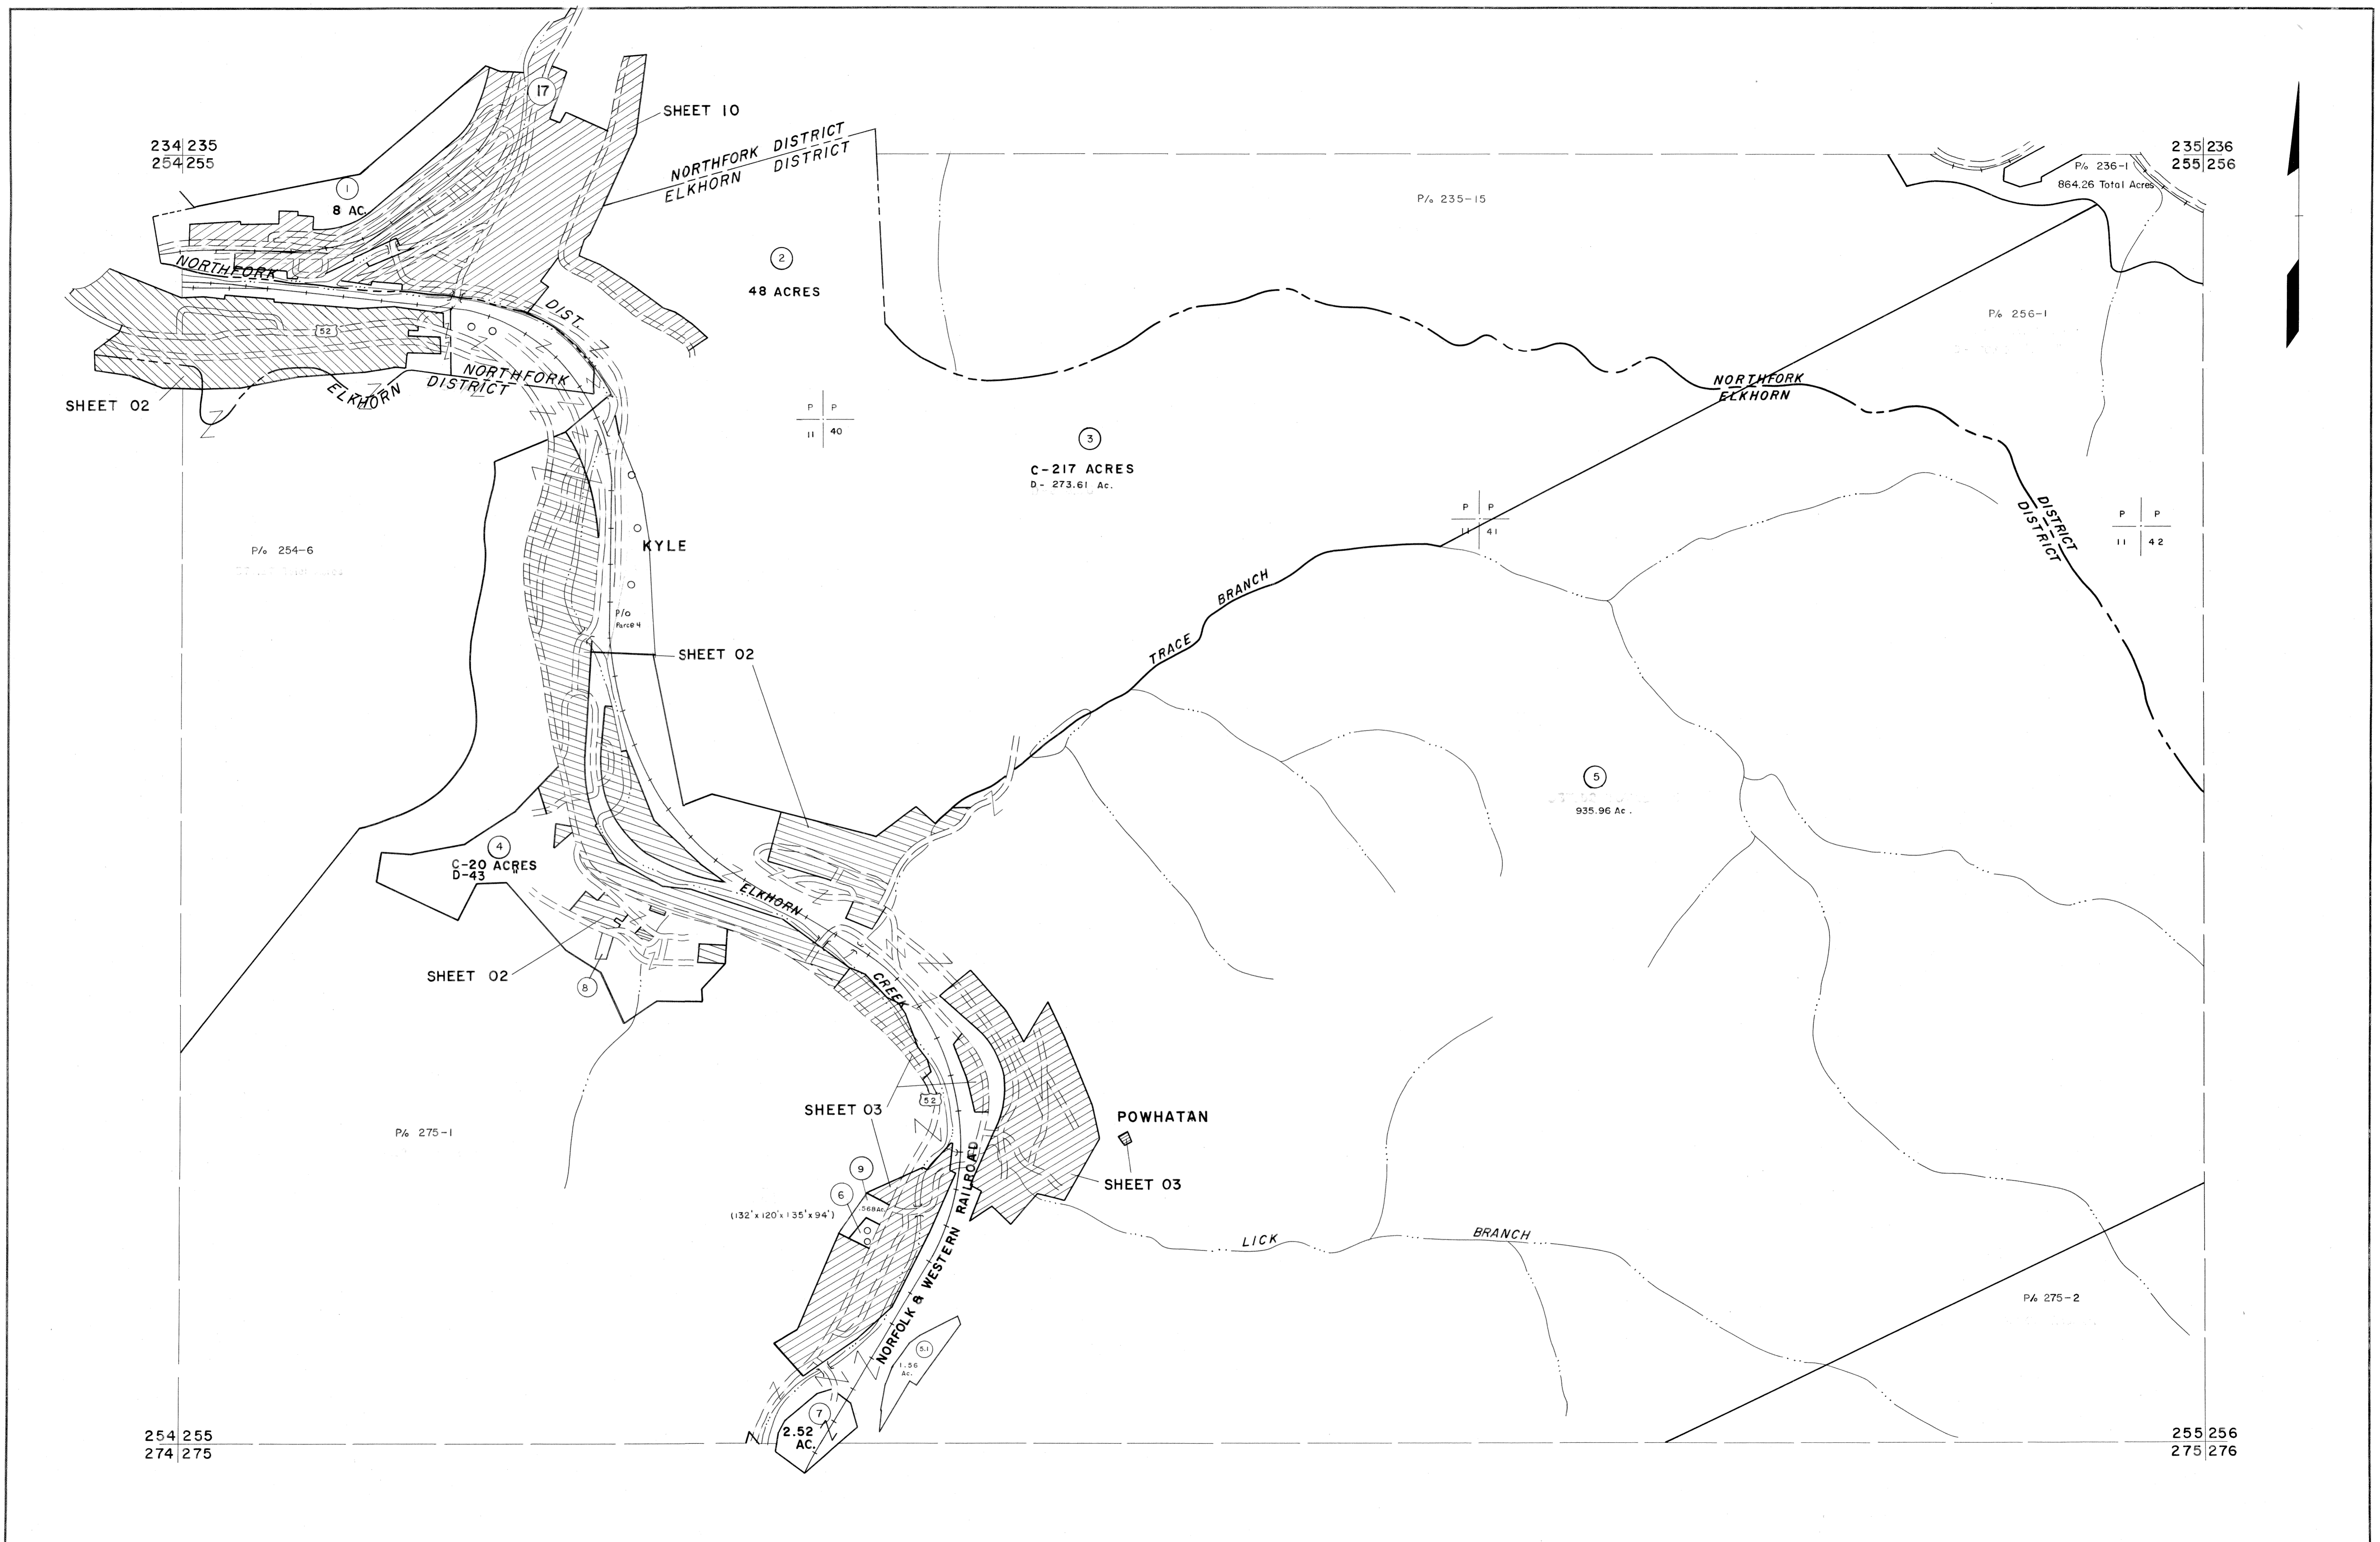 17
SHEET 10
NORTHFORK DISTRICT
ELKHORN DISTRICT
234 235
254 255
235 236
255 256
P/o 236-1
864.26 Total Acres
1
8 AC.
P/o 235-15
2
48 ACRES
NORTHFORK
DIST.
52
P/o 256-1
NORTHFORK
DISTRICT
ELKHORN
SHEET 02
NORTHFORK
ELKHORN
P P
11 40
3
C-217 ACRES
D- 273.61 Ac.
P P
11 41
DISTRICT
DISTRICT
P P
11 42
P/o 254-6
KYLE
P/o
Parcel 4
BRANCH
TRACE
SHEET 02
5
935.96 Ac.
4
C-20 ACRES
D-43 "
ELKHORN
CREEK
SHEET 02
8
SHEET 03
52
POWHATAN
P/o 275-1
SHEET 03
9
6
.568 Ac.
(132' x 120' x 135' x 94')
NORFOLK & WESTERN RAILROAD
LICK BRANCH
P/o 275-2
5.1
1.56
Ac.
7
2.52
AC.
254 255
274 275
255 256
275 276